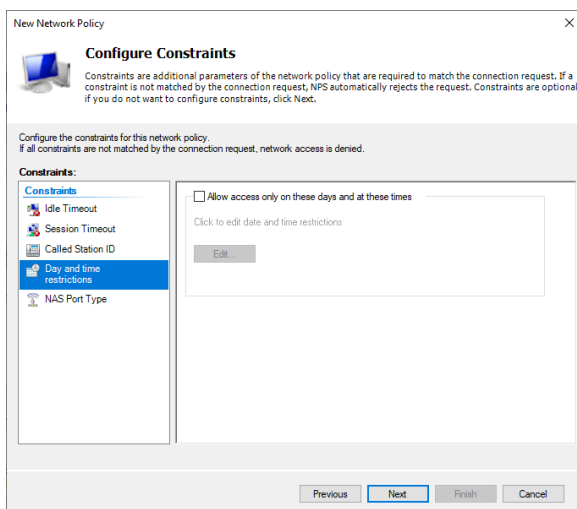 New Network Policy
Configure Constraints
Constraints are additional parameters of the network policy that are required to match the connection request. If a
constraint is not matched by the connection request, NPS automatically rejects the request. Constraints are optional
if you do not want to configure constraints, click Next.
Configure the constraints for this network policy.
If all constraints are not matched by the connection request, network access is denied.
Constraints:
Constraints
Idle Timeout
Session Timeout
Called Station ID
Day and time
restrictions
NAS Port Type
Allow access only on these days and at these times
Click to edit date and time restrictions
Edit...
Previous
Next
Finish
Cancel